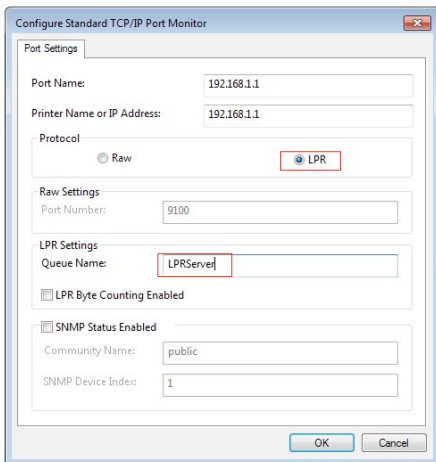 Configure Standard TCP/IP Port Monitor
Port Settings
Port Name: 192.168.1.1
Printer Name or IP Address: 192.168.1.1
Protocol
Raw LPR
Raw Settings
Port Number: 9100
LPR Settings
Queue Name: LPRServer
LPR Byte Counting Enabled
SNMP Status Enabled
Community Name: public
SNMP Device Index: 1
OK Cancel